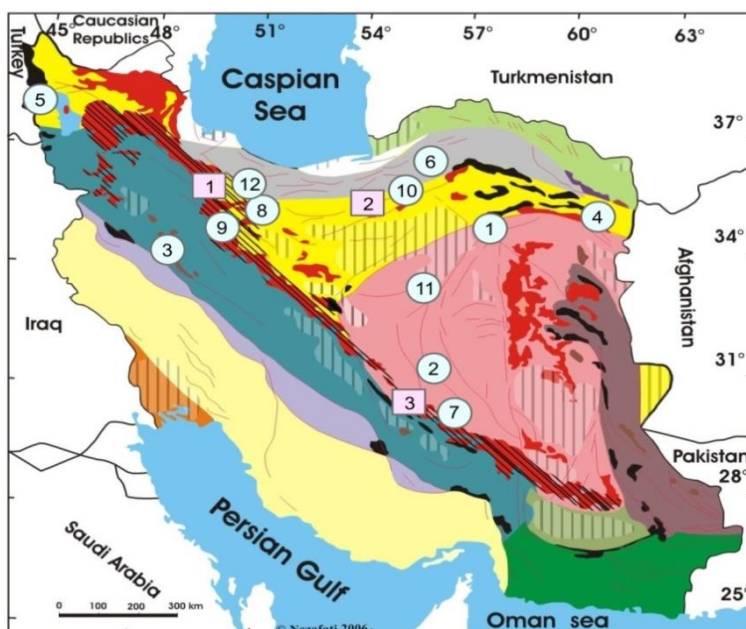 45°
Caucasian
Republics
51°
54°
57°
60°
63°
Turkey
Caspian
Sea
Turkmenistan
37°
5
6
1
12
10
2
8
9
4
1
34°
3
11
Afghanistan
Iraq
2
31°
3
7
Pakistan
28°
Persian Gulf
Saudi Arabia
0 100 200 300 km
25°
Oman sea
© Nezafati 2006